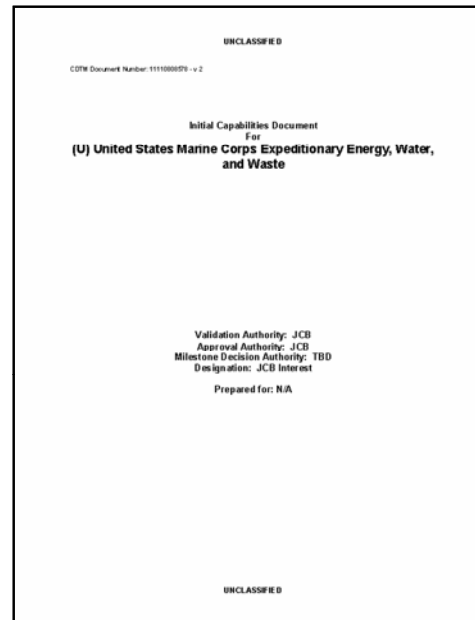 UNCLASSIFIED
CDTM Document Number: 11110000570 - v 2
Initial Capabilities Document
For
(U) United States Marine Corps Expeditionary Energy, Water,
and Waste
Validation Authority: JCB
Approval Authority: JCB
Milestone Decision Authority: TBD
Designation: JCB Interest
Prepared for: N/A
UNCLASSIFIED